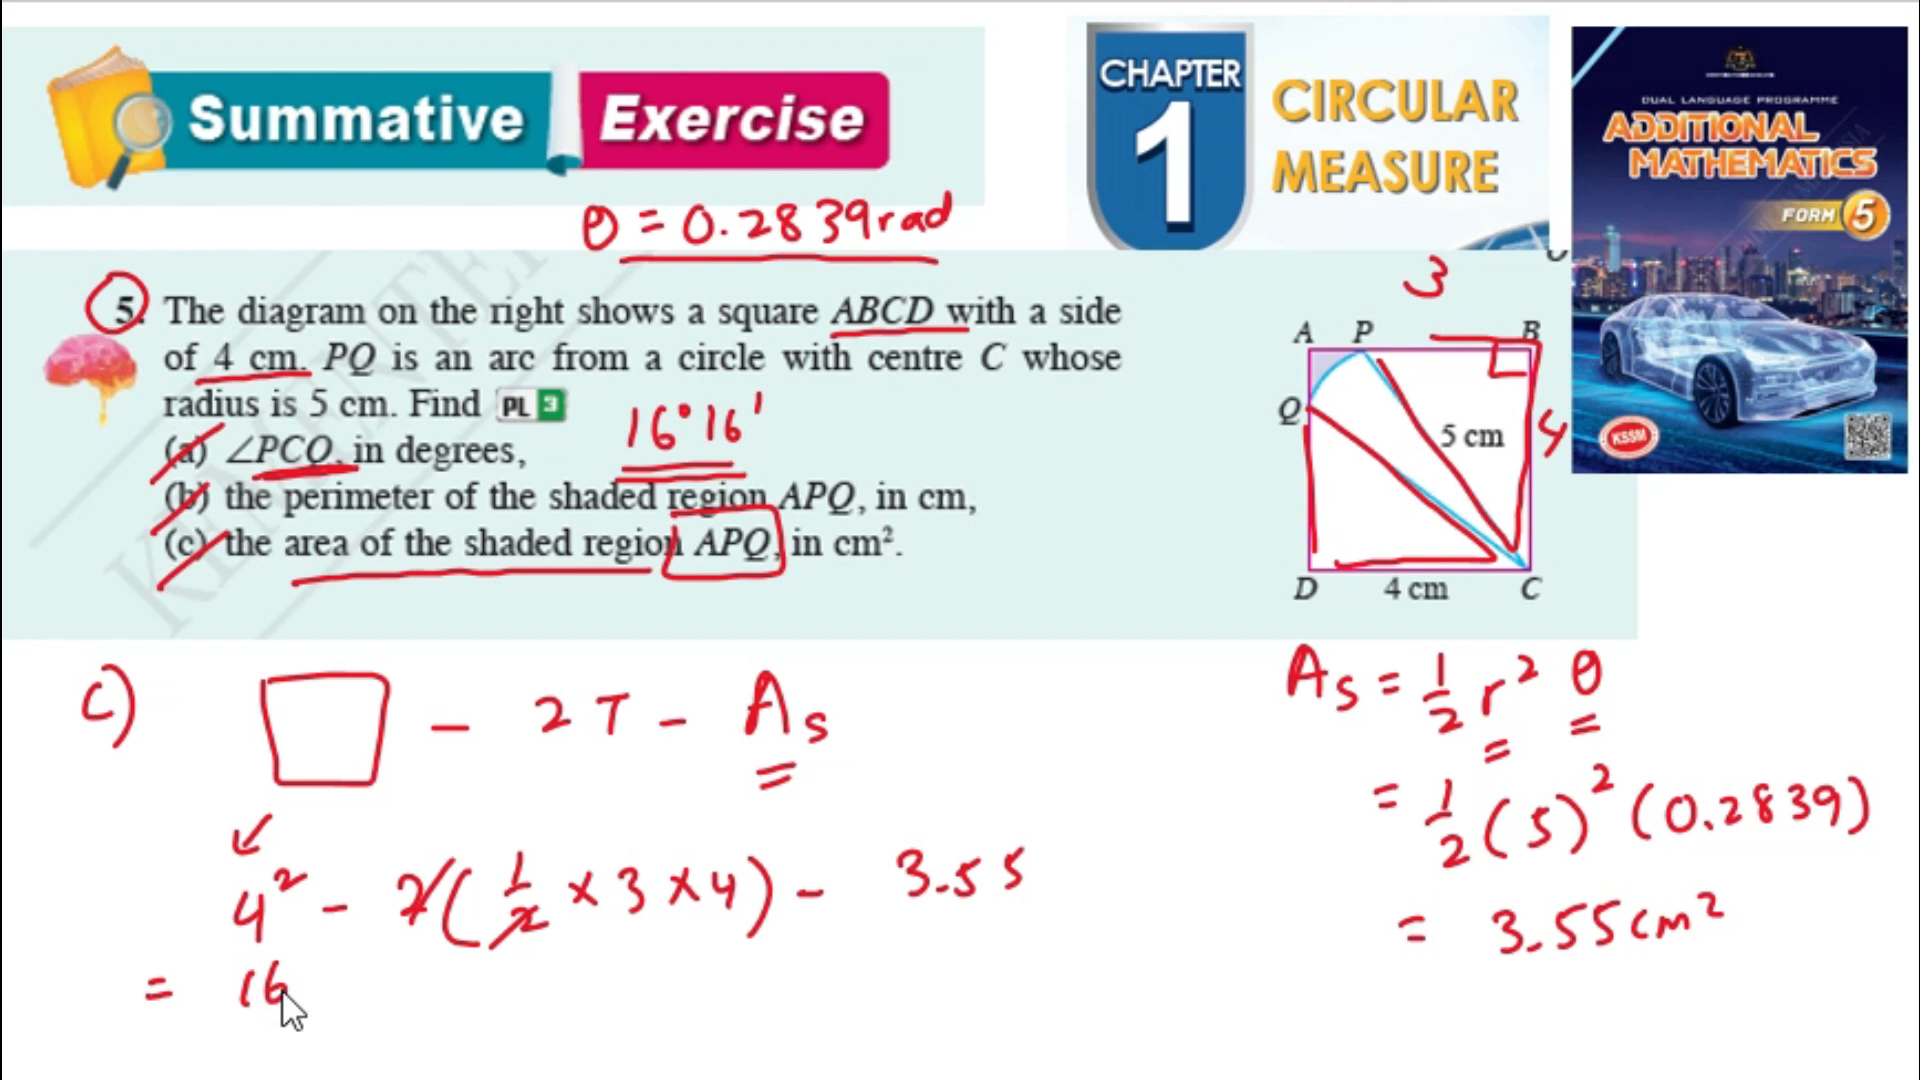 Summative Exercise
CHAPTER
1
CIRCULAR
MEASURE
DUAL LANGUAGE PROGRAMME
ADDITIONAL
MATHEMATICS
FORM 5
KSSM
θ = 0.2839 rad
5. The diagram on the right shows a square ABCD with a side
of 4 cm. PQ is an arc from a circle with centre C whose
radius is 5 cm. Find PL 3
(a) ∠PCQ, in degrees,
16°16'
(b) the perimeter of the shaded region APQ, in cm,
(c) the area of the shaded region APQ, in cm².
3
A P B
Q
5 cm
4
D 4 cm C
c) □ - 2T - As
4² - 2(1/2 × 3 × 4) - 3.55
= 16
As = 1/2 r² θ
= 1/2 (5)² (0.2839)
= 3.55 cm²